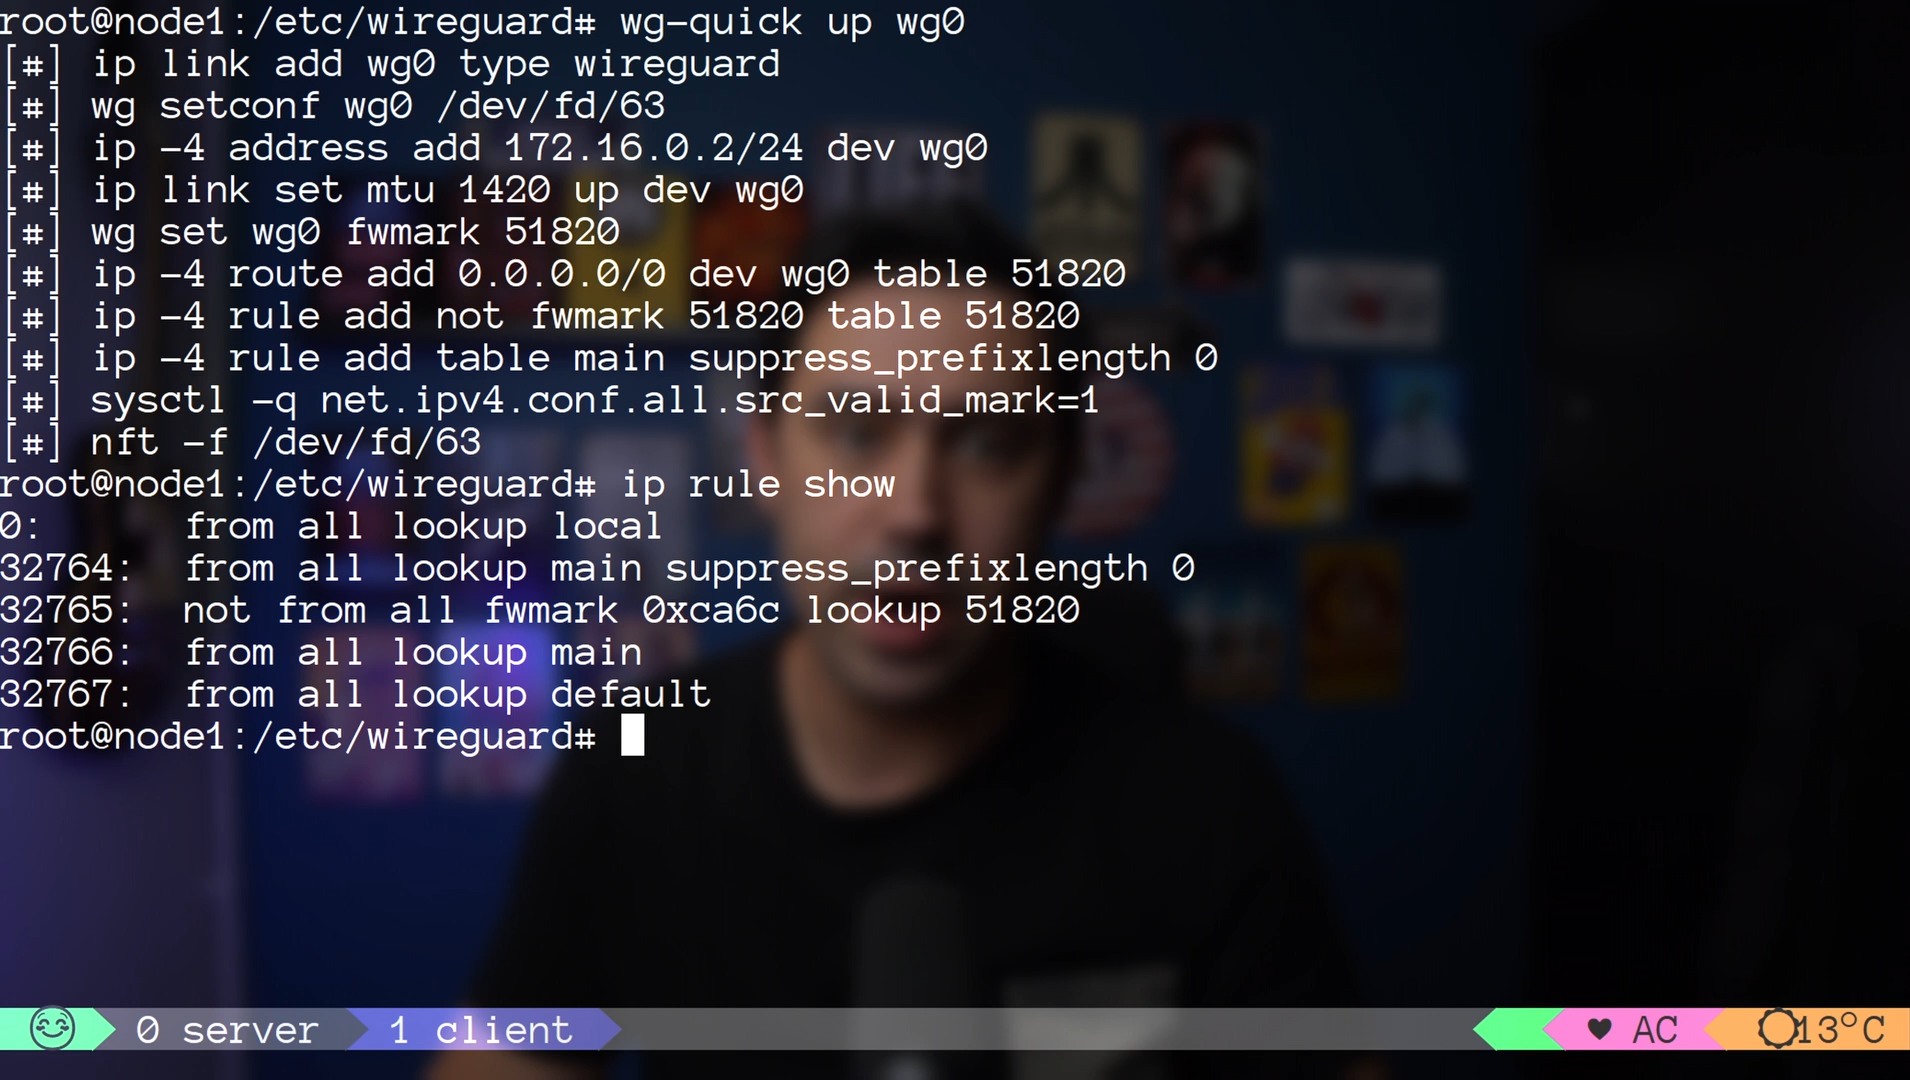 root@node1:/etc/wireguard# wg-quick up wg0
[#] ip link add wg0 type wireguard
[#] wg setconf wg0 /dev/fd/63
[#] ip -4 address add 172.16.0.2/24 dev wg0
[#] ip link set mtu 1420 up dev wg0
[#] wg set wg0 fwmark 51820
[#] ip -4 route add 0.0.0.0/0 dev wg0 table 51820
[#] ip -4 rule add not fwmark 51820 table 51820
[#] ip -4 rule add table main suppress_prefixlength 0
[#] sysctl -q net.ipv4.conf.all.src_valid_mark=1
[#] nft -f /dev/fd/63
root@node1:/etc/wireguard# ip rule show
0: from all lookup local
32764: from all lookup main suppress_prefixlength 0
32765: not from all fwmark 0xca6c lookup 51820
32766: from all lookup main
32767: from all lookup default
root@node1:/etc/wireguard#
0 server 1 client ♥ AC 13°C